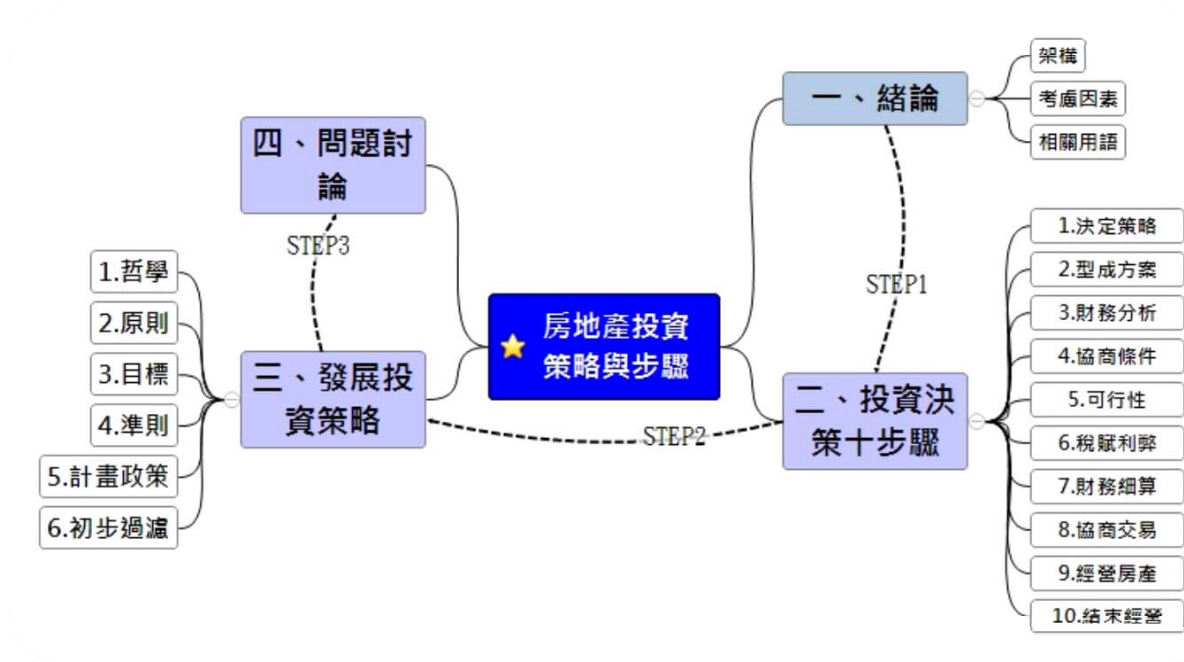 房地產投資
策略與步驟
一、緒論
架構
考慮因素
相關用語
STEP1
二、投資決
策十步驟
1.決定策略
2.型成方案
3.財務分析
4.協商條件
5.可行性
6.稅賦利弊
7.財務細算
8.協商交易
9.經營房產
10.結束經營
STEP2
三、發展投
資策略
1.哲學
2.原則
3.目標
4.準則
5.計畫政策
6.初步過濾
STEP3
四、問題討
論